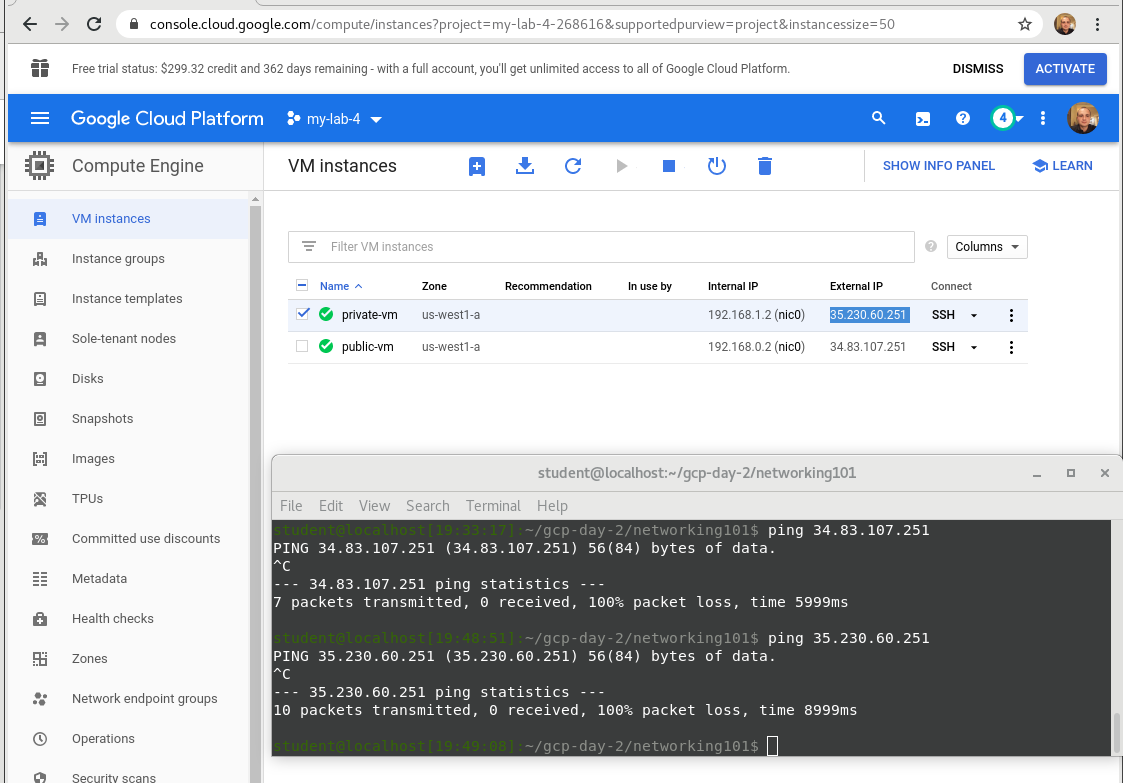 console.cloud.google.com/compute/instances?project=my-lab-4-268616&supportedpurview=project&instancessize=50
Free trial status: $299.32 credit and 362 days remaining - with a full account, you'll get unlimited access to all of Google Cloud Platform. DISMISS ACTIVATE
Google Cloud Platform my-lab-4 4
Compute Engine VM instances SHOW INFO PANEL LEARN
VM instances
Instance groups
Instance templates
Sole-tenant nodes
Disks
Snapshots
Images
TPUs
Committed use discounts
Metadata
Health checks
Zones
Network endpoint groups
Operations
Security scans
Filter VM instances Columns
Name Zone Recommendation In use by Internal IP External IP Connect
private-vm us-west1-a 192.168.1.2 (nic0) 35.230.60.251 SSH
public-vm us-west1-a 192.168.0.2 (nic0) 34.83.107.251 SSH
student@localhost:~/gcp-day-2/networking101
File Edit View Search Terminal Help
student@localhost[19:33:17]:~/gcp-day-2/networking101$ ping 34.83.107.251
PING 34.83.107.251 (34.83.107.251) 56(84) bytes of data.
^C
--- 34.83.107.251 ping statistics ---
7 packets transmitted, 0 received, 100% packet loss, time 5999ms
student@localhost[19:48:51]:~/gcp-day-2/networking101$ ping 35.230.60.251
PING 35.230.60.251 (35.230.60.251) 56(84) bytes of data.
^C
--- 35.230.60.251 ping statistics ---
10 packets transmitted, 0 received, 100% packet loss, time 8999ms
student@localhost[19:49:08]:~/gcp-day-2/networking101$